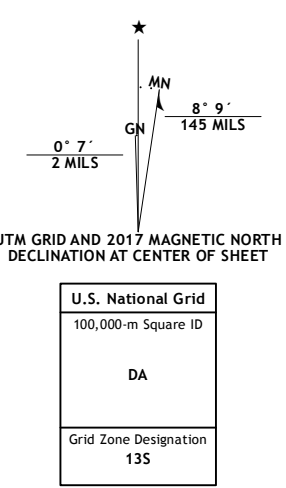 ★
MN
GN
8° 9´
145 MILS
0° 7´
2 MILS
UTM GRID AND 2017 MAGNETIC NORTH
DECLINATION AT CENTER OF SHEET
U.S. National Grid
100,000-m Square ID
DA
Grid Zone Designation
13S